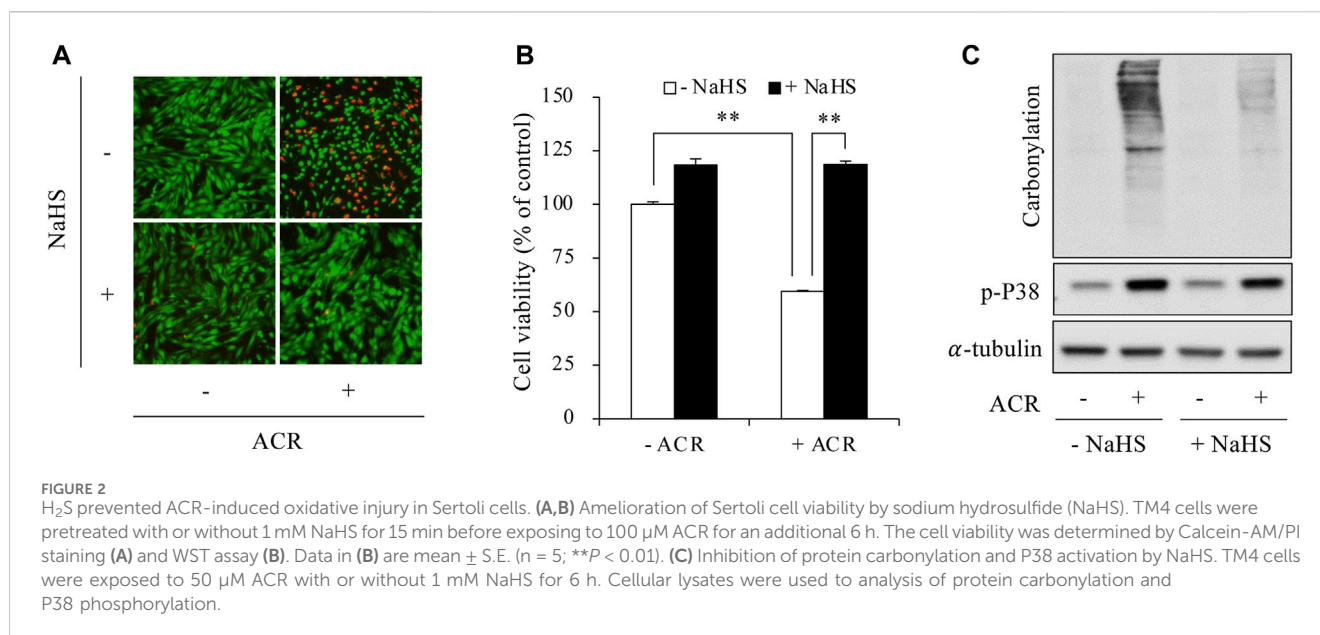 A
NaHS
-
+
-
+
ACR
B
- NaHS
+ NaHS
Cell viability (% of control)
150
125
100
75
50
25
0
**
**
- ACR
+ ACR
C
Carbonylation
p-P38
α-tubulin
ACR
-
+
-
+
- NaHS
+ NaHS
FIGURE 2
H₂S prevented ACR-induced oxidative injury in Sertoli cells. (A,B) Amelioration of Sertoli cell viability by sodium hydrosulfide (NaHS). TM4 cells were
pretreated with or without 1 mM NaHS for 15 min before exposing to 100 μM ACR for an additional 6 h. The cell viability was determined by Calcein-AM/PI
staining (A) and WST assay (B). Data in (B) are mean ± S.E. (n = 5; **P < 0.01). (C) Inhibition of protein carbonylation and P38 activation by NaHS. TM4 cells
were exposed to 50 μM ACR with or without 1 mM NaHS for 6 h. Cellular lysates were used to analysis of protein carbonylation and
P38 phosphorylation.